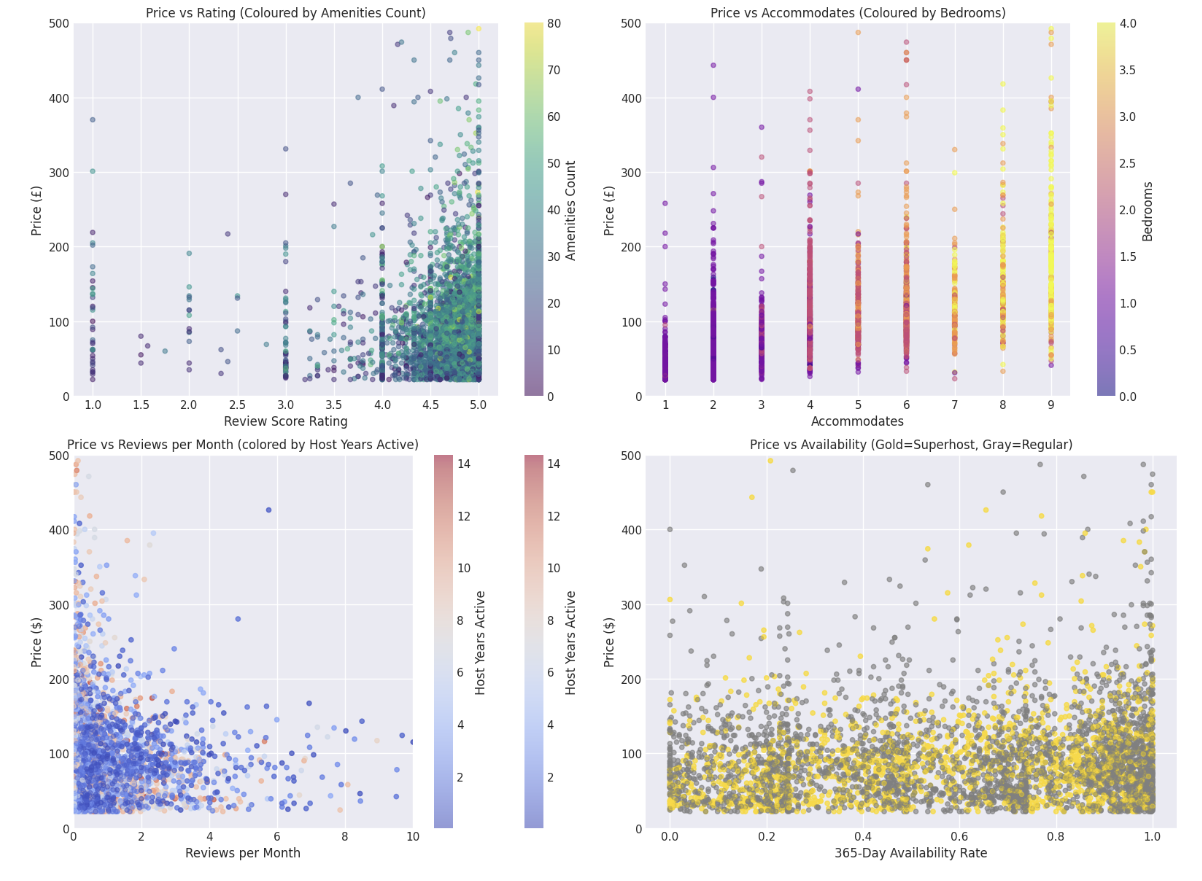 Price vs Rating (Coloured by Amenities Count)
500
400
300
200
100
0
Price (£)
1.0 1.5 2.0 2.5 3.0 3.5 4.0 4.5 5.0
Review Score Rating
80
70
60
50
40
30
20
10
0
Amenities Count
Price vs Accommodates (Coloured by Bedrooms)
500
400
300
200
100
0
Price (£)
1 2 3 4 5 6 7 8 9
Accommodates
4.0
3.5
3.0
2.5
2.0
1.5
1.0
0.5
0.0
Bedrooms
Price vs Reviews per Month (colored by Host Years Active)
500
400
300
200
100
0
Price ($)
0 2 4 6 8 10
Reviews per Month
14
12
10
8
6
4
2
Host Years Active
14
12
10
8
6
4
2
Host Years Active
Price vs Availability (Gold=Superhost, Gray=Regular)
500
400
300
200
100
0
Price ($)
0.0 0.2 0.4 0.6 0.8 1.0
365-Day Availability Rate